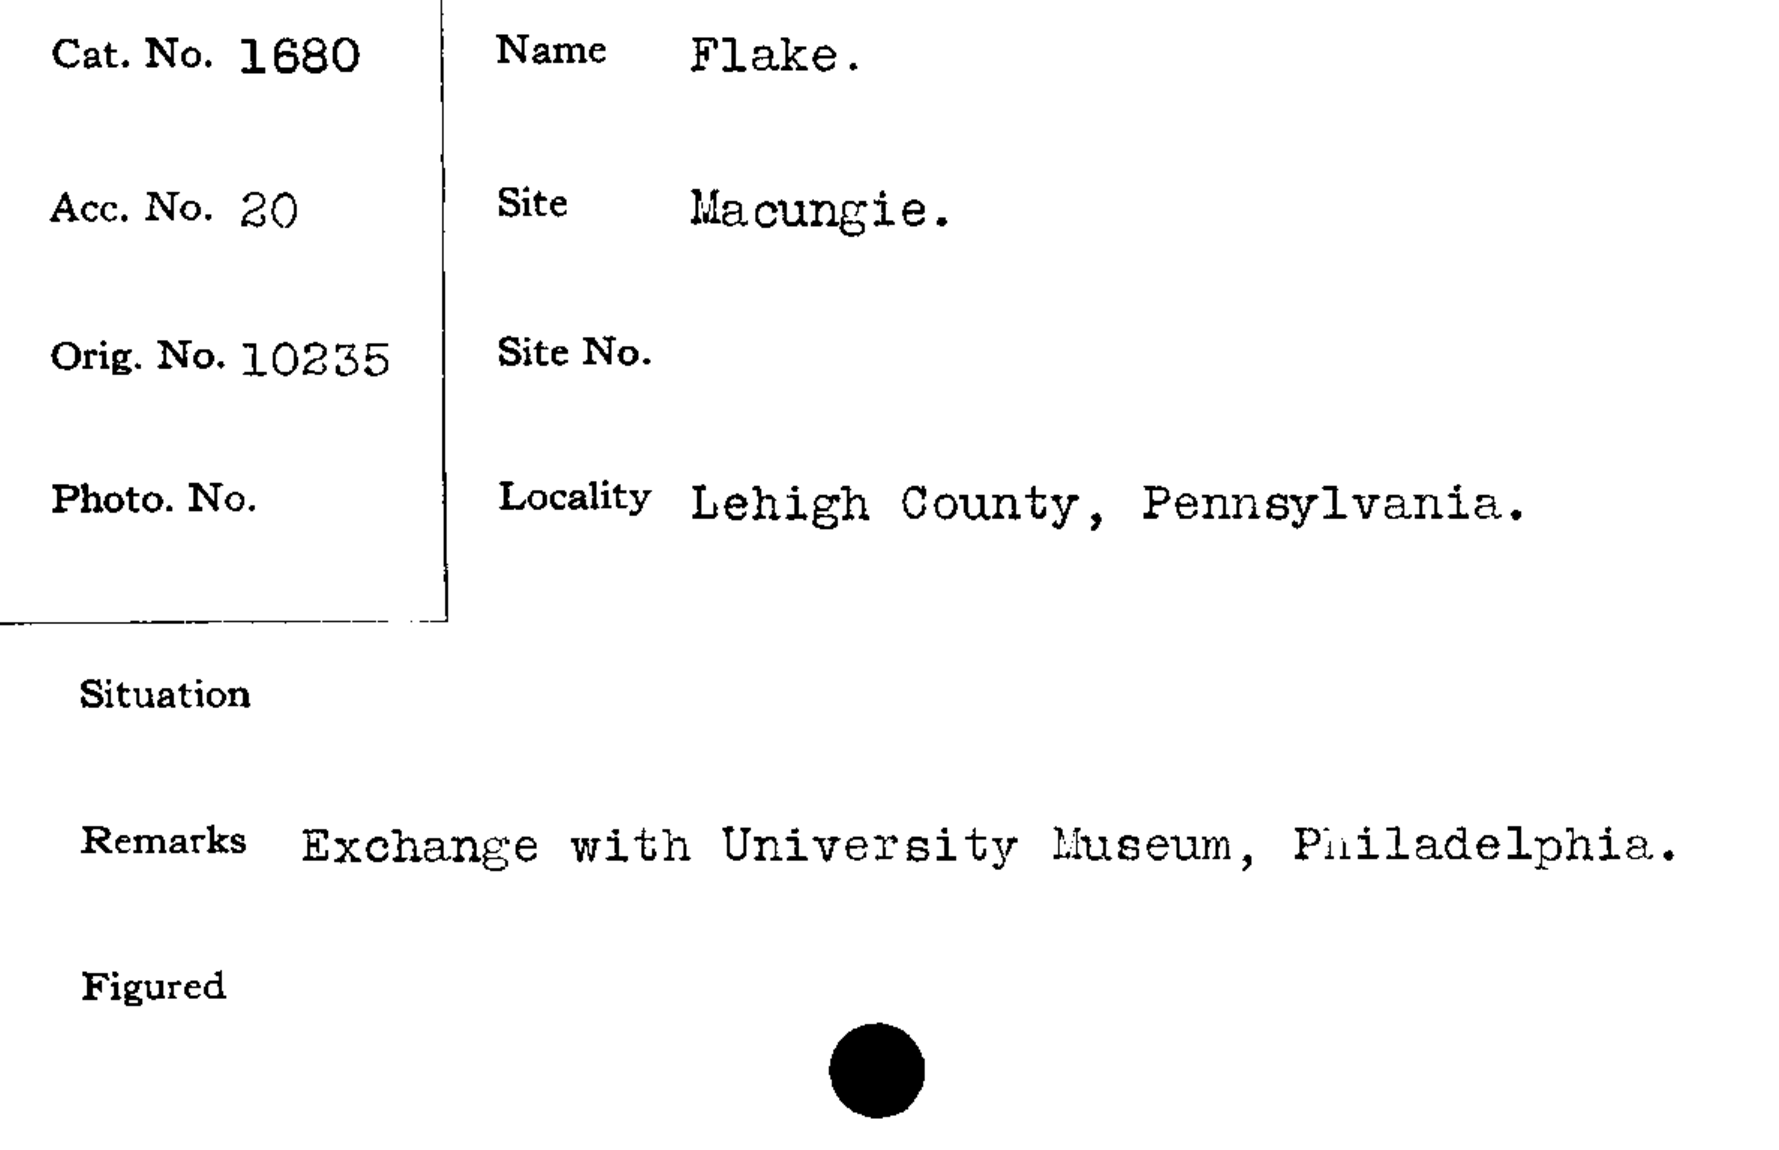 Cat. No. 1680
Name Flake.
Acc. No. 20
Site Macungie.
Orig. No. 10235
Site No.
Photo. No.
Locality Lehigh County, Pennsylvania.
Situation
Remarks Exchange with University Museum, Philadelphia.
Figured